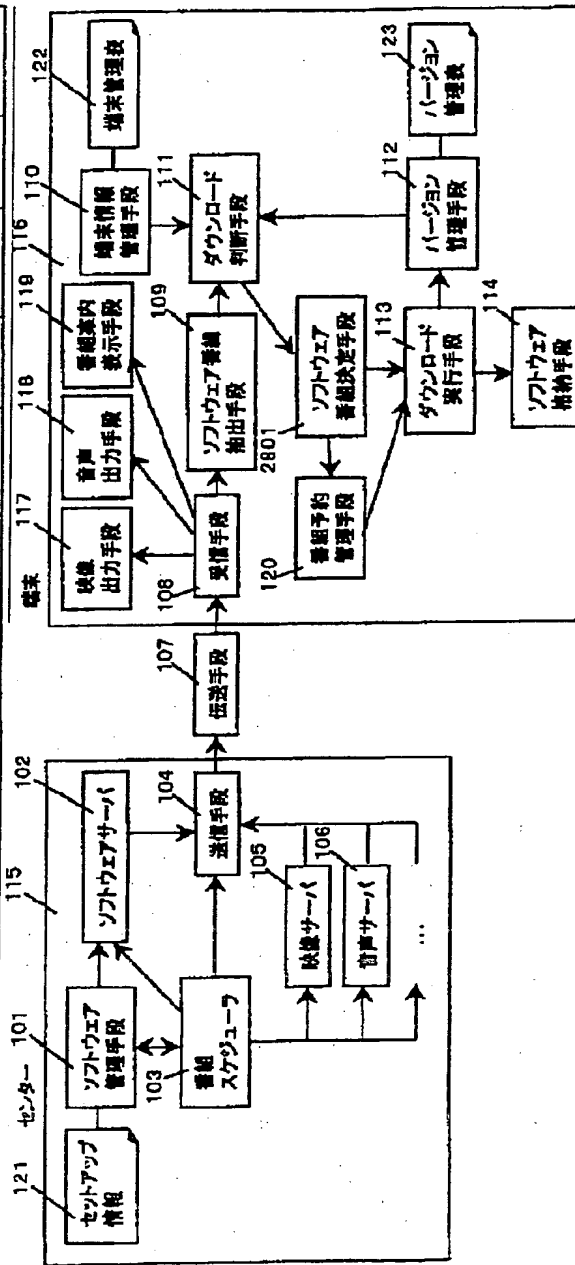 センター
115
121
セットアップ
情報
101
ソフトウェア
管理手段
102
ソフトウェアサーバ
103
番組
スケジューラ
104
送信手段
105
映像サーバ
106
音声サーバ
...
107
伝送手段
端末
116
117
映像
出力手段
118
音声
出力手段
119
番組案内
表示手段
110
端末情報
管理手段
122
端末管理表
108
受信手段
109
ソフトウェア番組
抽出手段
111
ダウンロード
判断手段
2801
ソフトウェア
番組決定手段
120
番組予約
管理手段
113
ダウンロード
実行手段
112
バージョン
管理手段
123
バージョン
管理表
114
ソフトウェア
格納手段